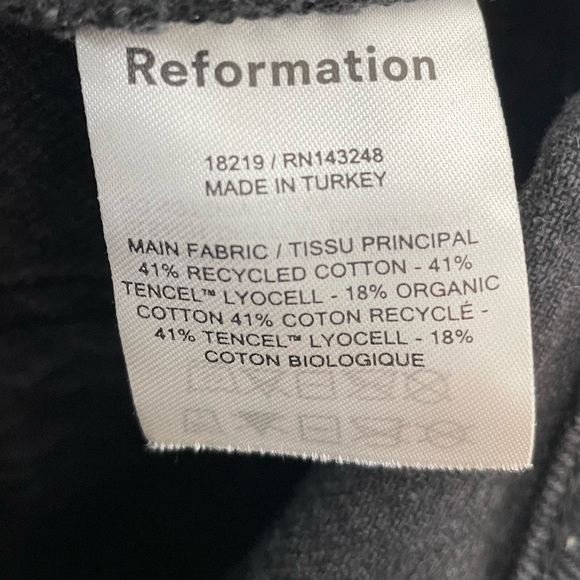 Reformation
18219 / RN143248
MADE IN TURKEY
MAIN FABRIC / TISSU PRINCIPAL
41% RECYCLED COTTON - 41%
TENCEL™ LYOCELL - 18% ORGANIC
COTTON 41% COTON RECYCLÉ -
41% TENCEL™ LYOCELL - 18%
COTON BIOLOGIQUE